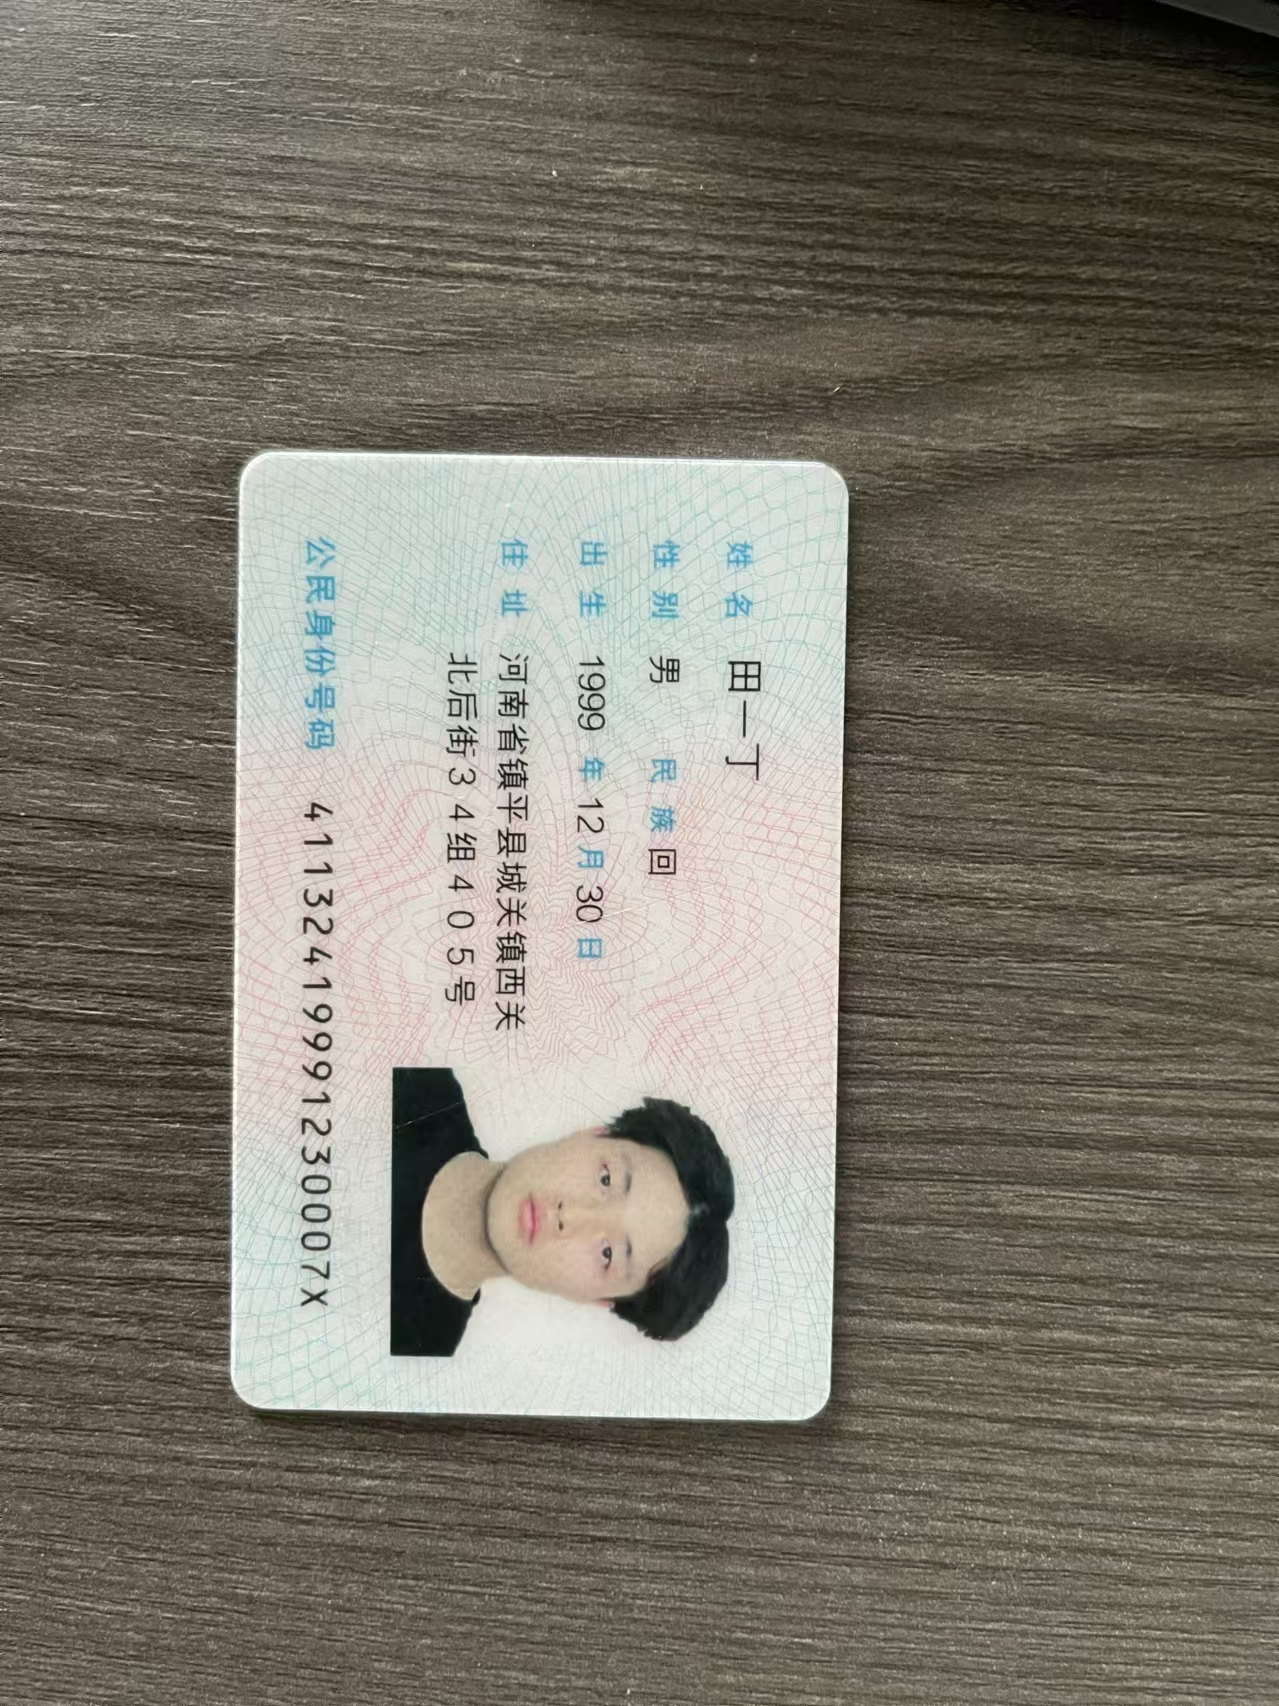 姓名 田一丁
性别 男 民族 回
出生 1999 年 12 月 30 日
住址 河南省镇平县城关镇西关
北后街34组405号
公民身份号码 41132419991230007X